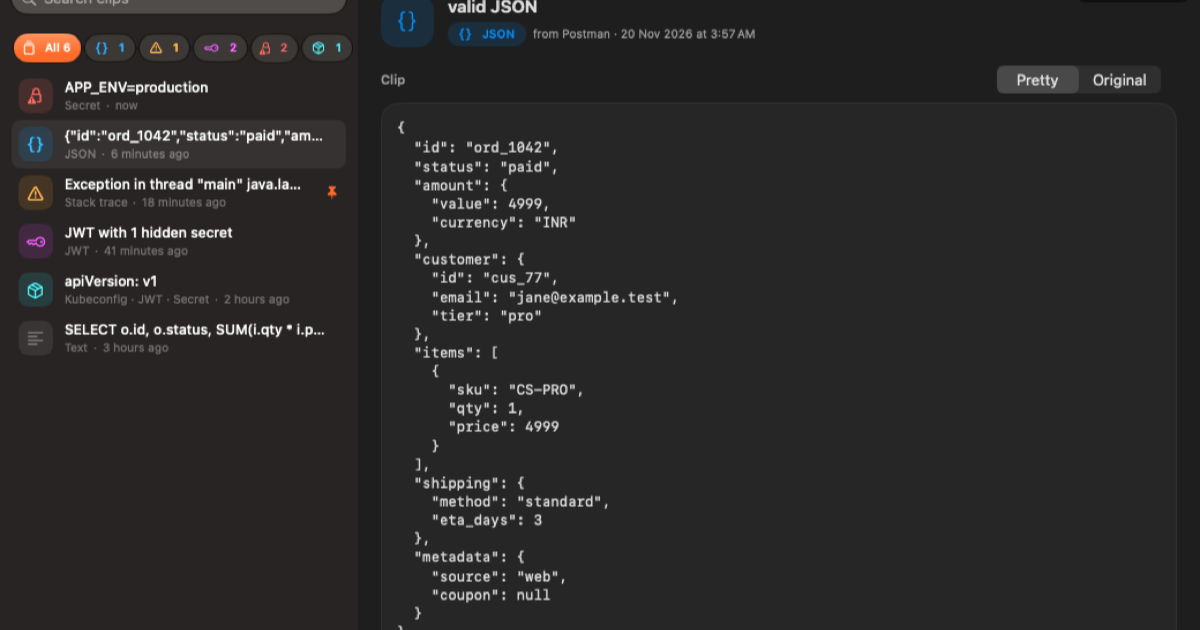 Search clips
All 6
{} 1
1
2
2
1
APP_ENV=production
Secret · now
{} {"id":"ord_1042","status":"paid","am...
JSON · 6 minutes ago
Exception in thread "main" java.la...
Stack trace · 18 minutes ago
JWT with 1 hidden secret
JWT · 41 minutes ago
apiVersion: v1
Kubeconfig · JWT · Secret · 2 hours ago
SELECT o.id, o.status, SUM(i.qty * i.p...
Text · 3 hours ago
{} valid JSON
{} JSON from Postman · 20 Nov 2026 at 3:57 AM
Clip
Pretty Original
{
"id": "ord_1042",
"status": "paid",
"amount": {
"value": 4999,
"currency": "INR"
},
"customer": {
"id": "cus_77",
"email": "jane@example.test",
"tier": "pro"
},
"items": [
{
"sku": "CS-PRO",
"qty": 1,
"price": 4999
}
],
"shipping": {
"method": "standard",
"eta_days": 3
},
"metadata": {
"source": "web",
"coupon": null
}
}